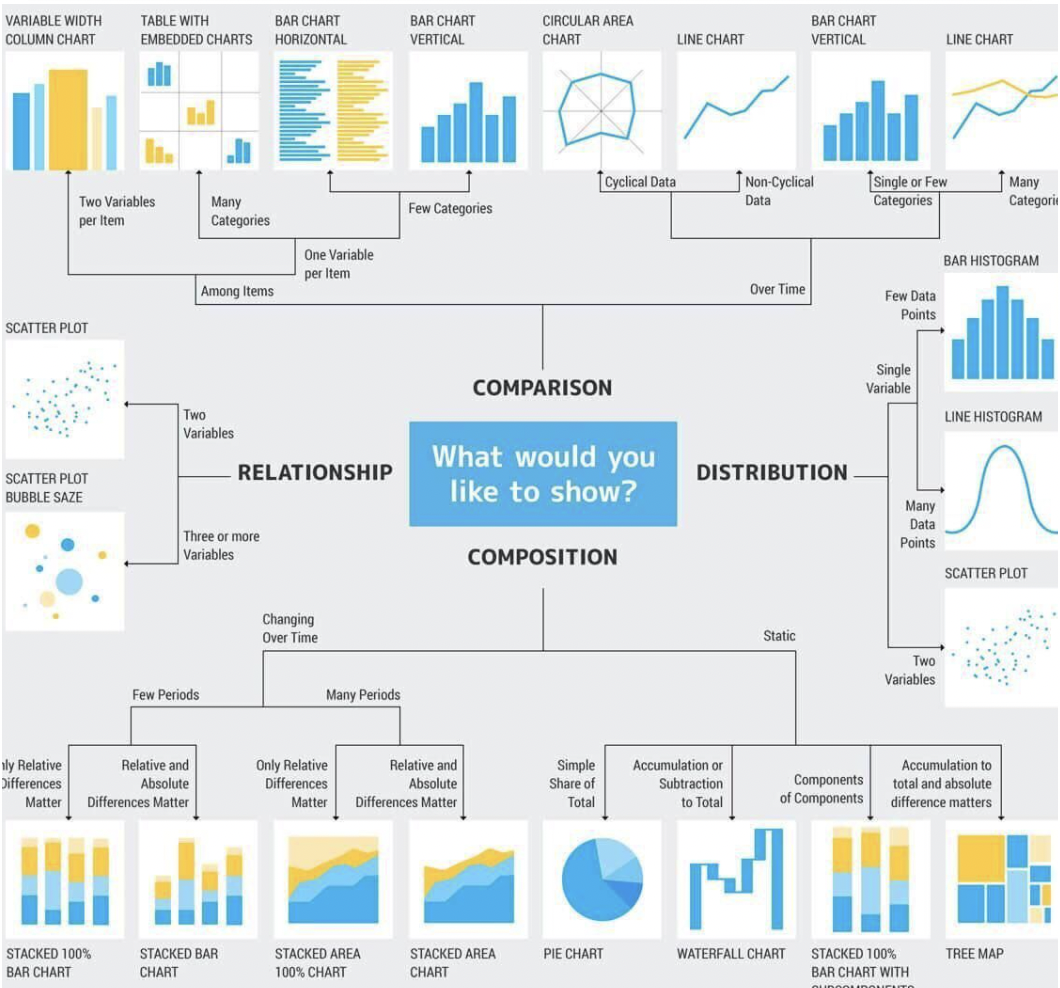 VARIABLE WIDTH
COLUMN CHART
TABLE WITH
EMBEDDED CHARTS
BAR CHART
HORIZONTAL
BAR CHART
VERTICAL
CIRCULAR AREA
CHART
LINE CHART
BAR CHART
VERTICAL
LINE CHART
Two Variables
per Item
Many
Categories
Few Categories
One Variable
per Item
Among Items
Cyclical Data
Non-Cyclical
Data
Single or Few
Categories
Many
Categorie
Over Time
COMPARISON
What would you
like to show?
SCATTER PLOT
Two
Variables
RELATIONSHIP
SCATTER PLOT
BUBBLE SAZE
Three or more
Variables
DISTRIBUTION
BAR HISTOGRAM
Few Data
Points
Single
Variable
LINE HISTOGRAM
Many
Data
Points
SCATTER PLOT
Two
Variables
COMPOSITION
Changing
Over Time
Static
Few Periods
Many Periods
nly Relative
Differences
Matter
Relative and
Absolute
Differences Matter
Only Relative
Differences
Matter
Relative and
Absolute
Differences Matter
Simple
Share of
Total
Accumulation or
Subtraction
to Total
Components
of Components
Accumulation to
total and absolute
difference matters
STACKED 100%
BAR CHART
STACKED BAR
CHART
STACKED AREA
100% CHART
STACKED AREA
CHART
PIE CHART
WATERFALL CHART
STACKED 100%
BAR CHART WITH
TREE MAP